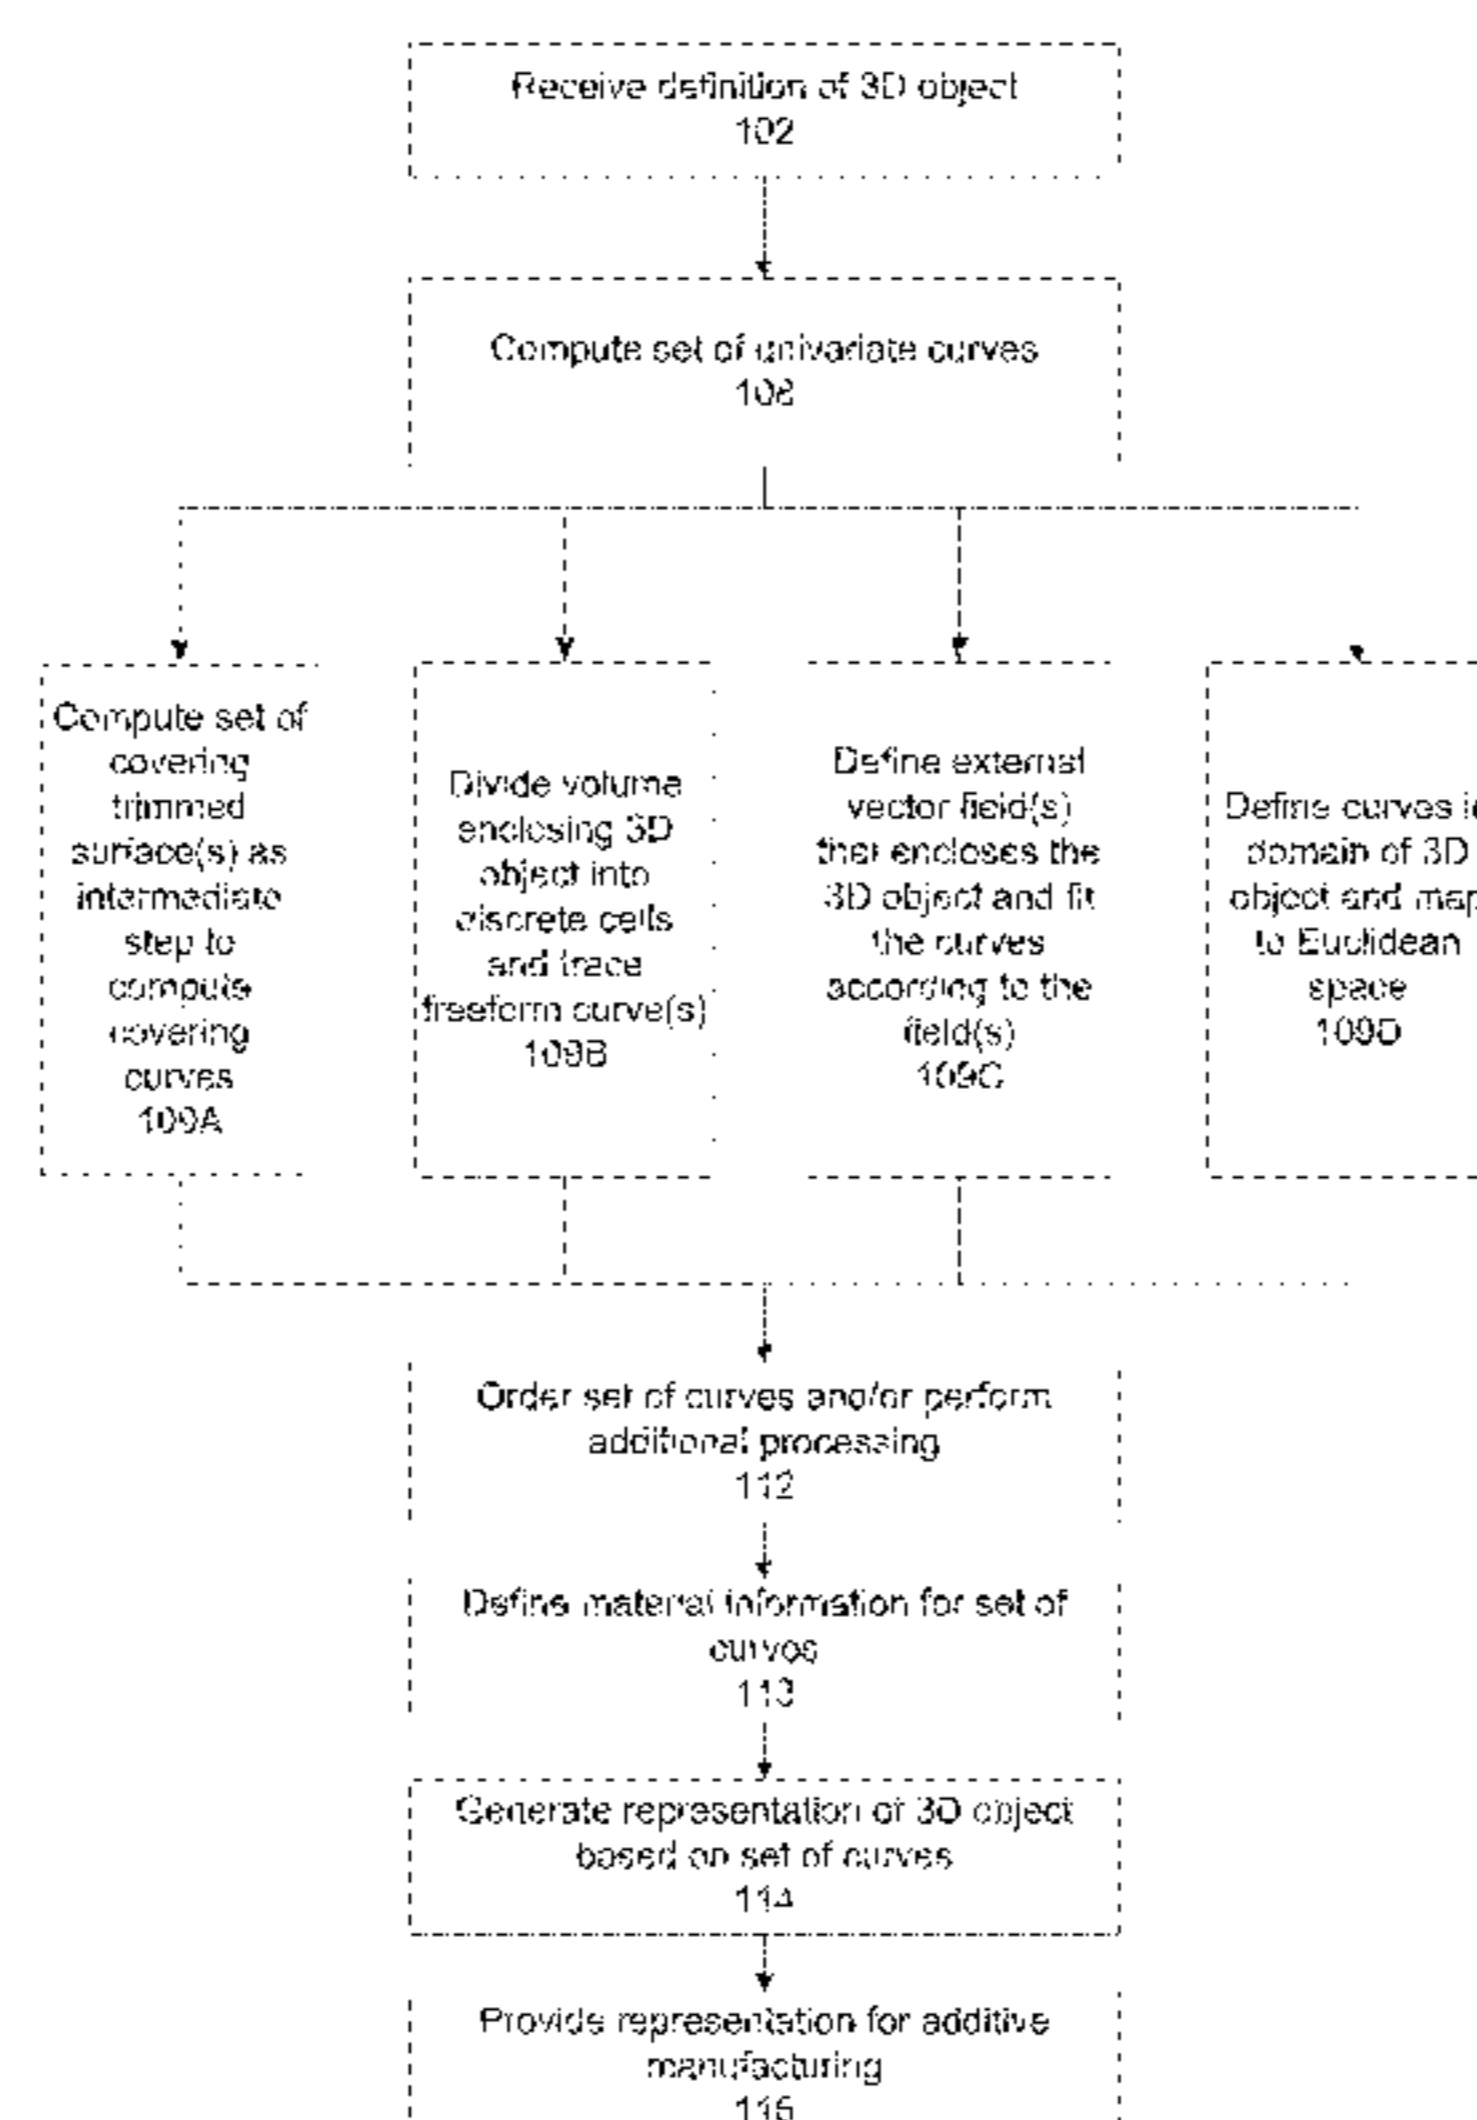 Receive definition of 3D object
102
Compute set of univariate curves
108
Compute set of
covering
trimmed
surface(s) as
intermediate
step to
compute
covering
curves
109A
Divide volume
enclosing 3D
object into
discrete cells
and trace
freeform curve(s)
109B
Define external
vector field(s)
that encloses the
3D object and fit
the curves
according to the
field(s)
109C
Define curves
domain of 3D
object and map
to Euclidean
space
109D
Order set of curves and/or perform
additional processing
112
Define material information for set of
curves
113
Generate representation of 3D object
based on set of curves
114
Provide representation for additive
manufacturing